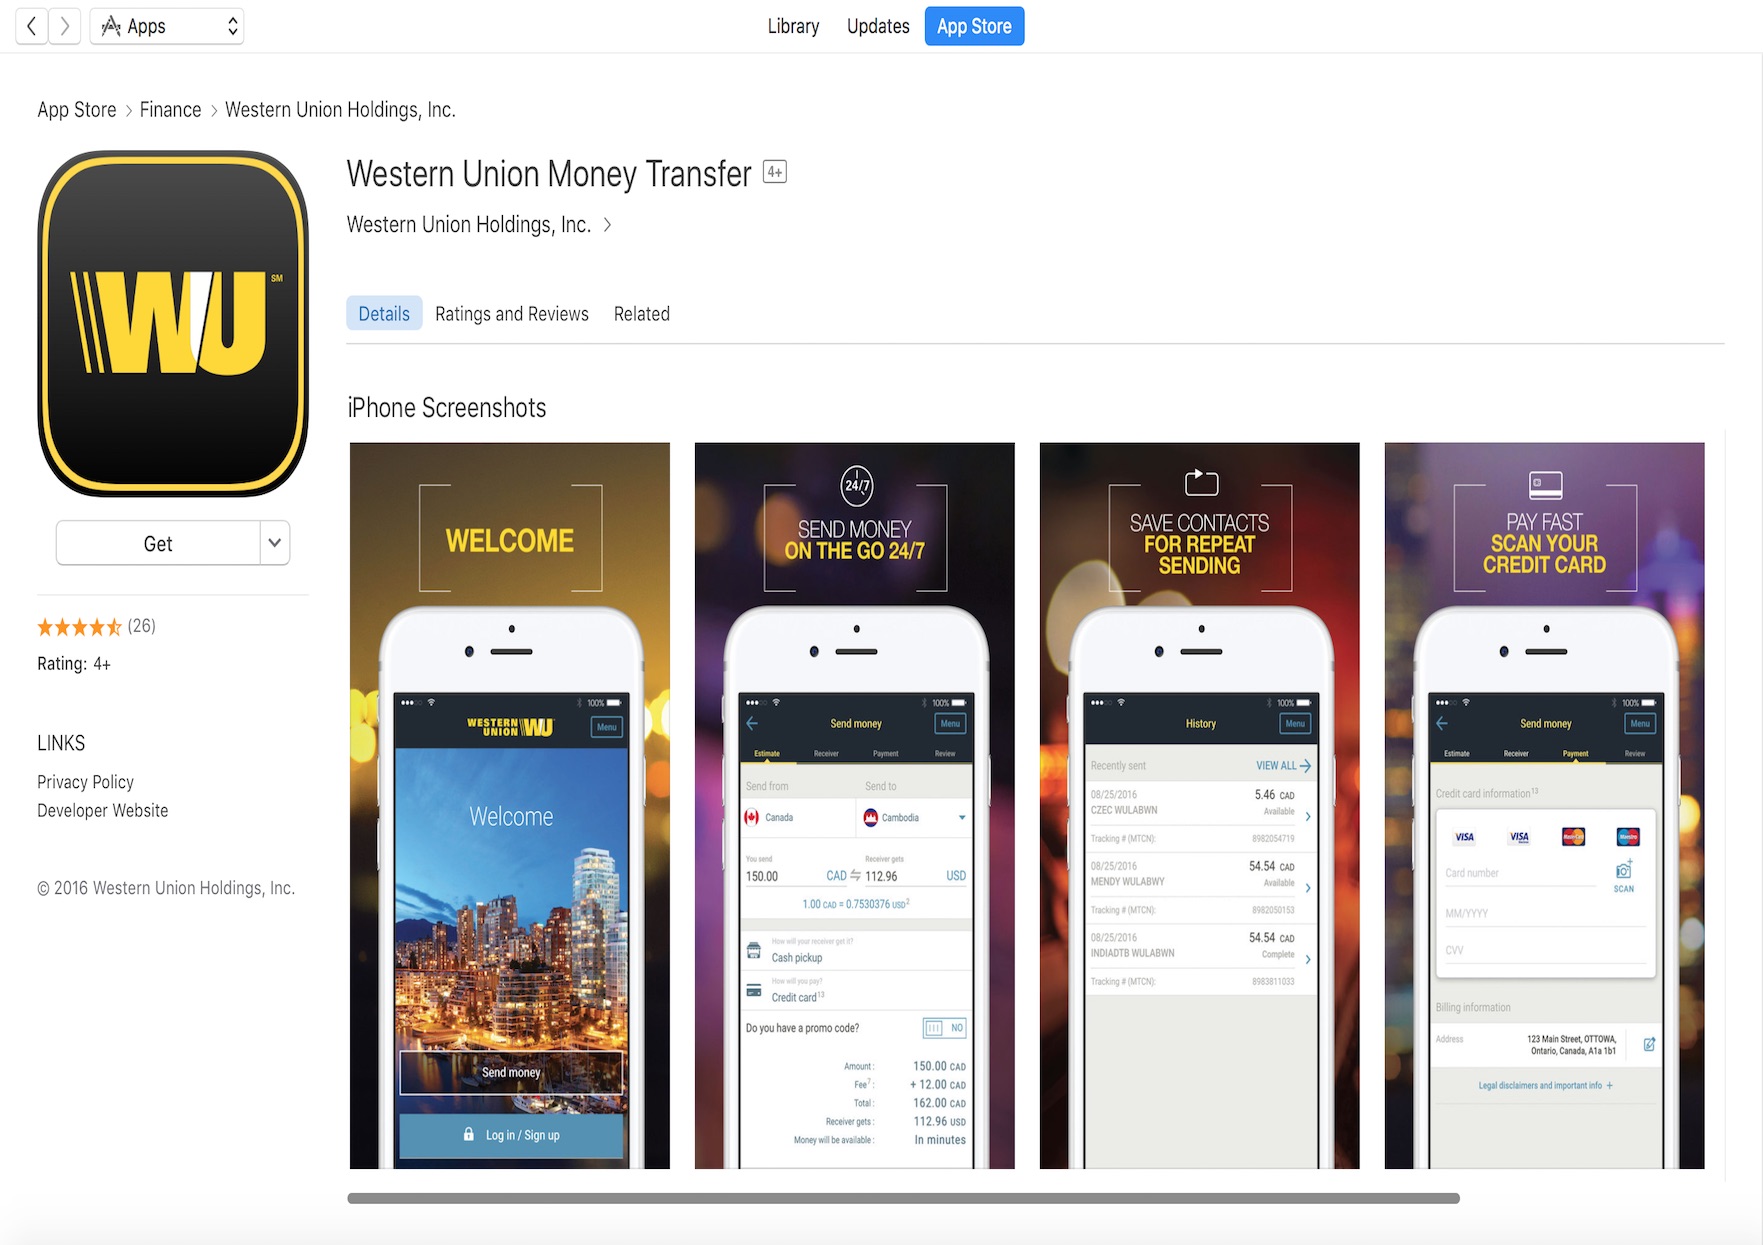 Apps
Library Updates App Store
App Store > Finance > Western Union Holdings, Inc.
WU SM
Western Union Money Transfer 4+
Western Union Holdings, Inc. >
Details Ratings and Reviews Related
iPhone Screenshots
Get
(26)
Rating: 4+
LINKS
Privacy Policy
Developer Website
© 2016 Western Union Holdings, Inc.
WELCOME
100%
WESTERN UNION WU
Menu
Welcome
Send money
Log in / Sign up
24/7
SEND MONEY
ON THE GO 24/7
100%
Send money Menu
Estimate Receiver Payment Review
Send from Send to
Canada Cambodia
You send Receiver gets
150.00 CAD 112.96 USD
1.00 CAD = 0.7530376 USD2
How will your receiver get it?
Cash pickup
How will you pay?
Credit card13
Do you have a promo code? NO
Amount: 150.00 CAD
Fee7: + 12.00 CAD
Total: 162.00 CAD
Receiver gets: 112.96 USD
Money will be available: In minutes
SAVE CONTACTS
FOR REPEAT
SENDING
100%
History Menu
Recently sent VIEW ALL
08/25/2016 5.46 CAD
CZEC WULABWN Available
Tracking # (MTCN): 8982054719
08/25/2016 54.54 CAD
MENDY WULABWY Available
Tracking # (MTCN): 8982050153
08/25/2016 54.54 CAD
INDIADTB WULABWN Complete
Tracking # (MTCN): 8983811033
PAY FAST
SCAN YOUR
CREDIT CARD
100%
Send money Menu
Estimate Receiver Payment Review
Credit card information13
VISA VISA MasterCard Maestro
Card number SCAN
MM/YYYY
CVV
Billing information
Address 123 Main Street, OTTOWA,
Ontario, Canada, A1a 1b1
Legal disclaimers and important info +